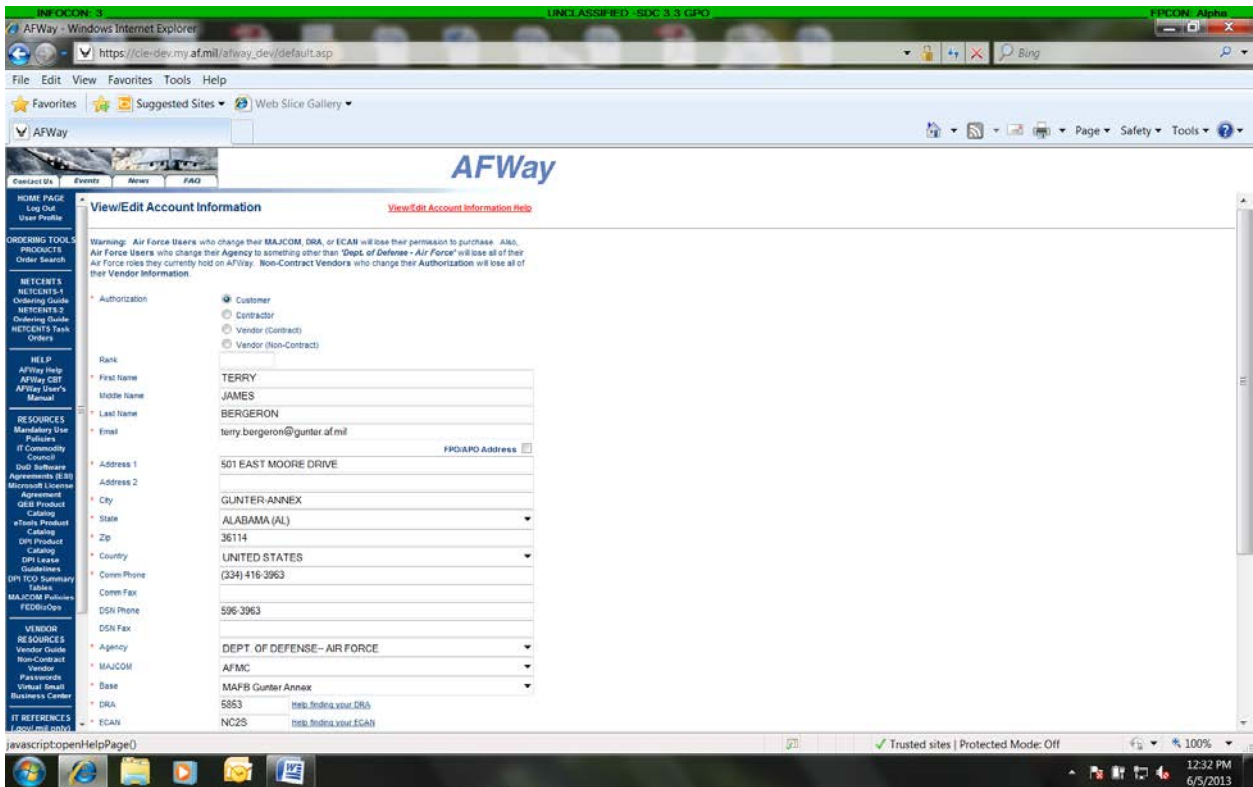 INFOCON: 3 UNCLASSIFIED -SDC 3.3 GPO FPCON: Alpha
AFWay - Windows Internet Explorer
https://cle-dev.my.af.mil/afway_dev/default.asp Bing
File Edit View Favorites Tools Help
Favorites Suggested Sites Web Slice Gallery
AFWay Page Safety Tools
AFWay
Contact Us Events News FAQ
HOME PAGE
Log Out
User Profile
ORDERING TOOLS
PRODUCTS
Order Search
NETCENTS
NETCENTS-1
Ordering Guide
NETCENTS-2
Ordering Guide
NETCENTS Task
Orders
HELP
AFWay Help
AFWay CBT
AFWay User's
Manual
RESOURCES
Mandatory Use
Policies
IT Commodity
Council
DoD Software
Agreements (ESI)
Microsoft License
Agreement
QEB Product
Catalog
eTools Product
Catalog
DPI Product
Catalog
DPI Lease
Guidelines
DPI TCO Summary
Tables
MAJCOM Policies
FEDBizOps
VENDOR
RESOURCES
Vendor Guide
Non-Contract
Vendor
Passwords
Virtual Small
Business Center
IT REFERENCES
(.gov/.mil only)
View/Edit Account Information View/Edit Account Information Help
Warning: Air Force Users who change their MAJCOM, DRA, or ECAN will lose their permission to purchase. Also,
Air Force Users who change their Agency to something other than 'Dept. of Defense - Air Force' will lose all of their
Air Force roles they currently hold on AFWay. Non-Contract Vendors who change their Authorization will lose all of
their Vendor Information.
* Authorization Customer
Contractor
Vendor (Contract)
Vendor (Non-Contract)
Rank
* First Name TERRY
Middle Name JAMES
* Last Name BERGERON
* Email terry.bergeron@gunter.af.mil
FPO/APO Address
* Address 1 501 EAST MOORE DRIVE
Address 2
* City GUNTER-ANNEX
* State ALABAMA (AL)
* Zip 36114
* Country UNITED STATES
* Comm Phone (334) 416-3963
Comm Fax
DSN Phone 596-3963
DSN Fax
* Agency DEPT. OF DEFENSE-- AIR FORCE
* MAJCOM AFMC
* Base MAFB Gunter Annex
* DRA 5853 Help finding your DRA
* ECAN NC2S Help finding your ECAN
javascript:openHelpPage() Trusted sites | Protected Mode: Off 100%
12:32 PM
6/5/2013